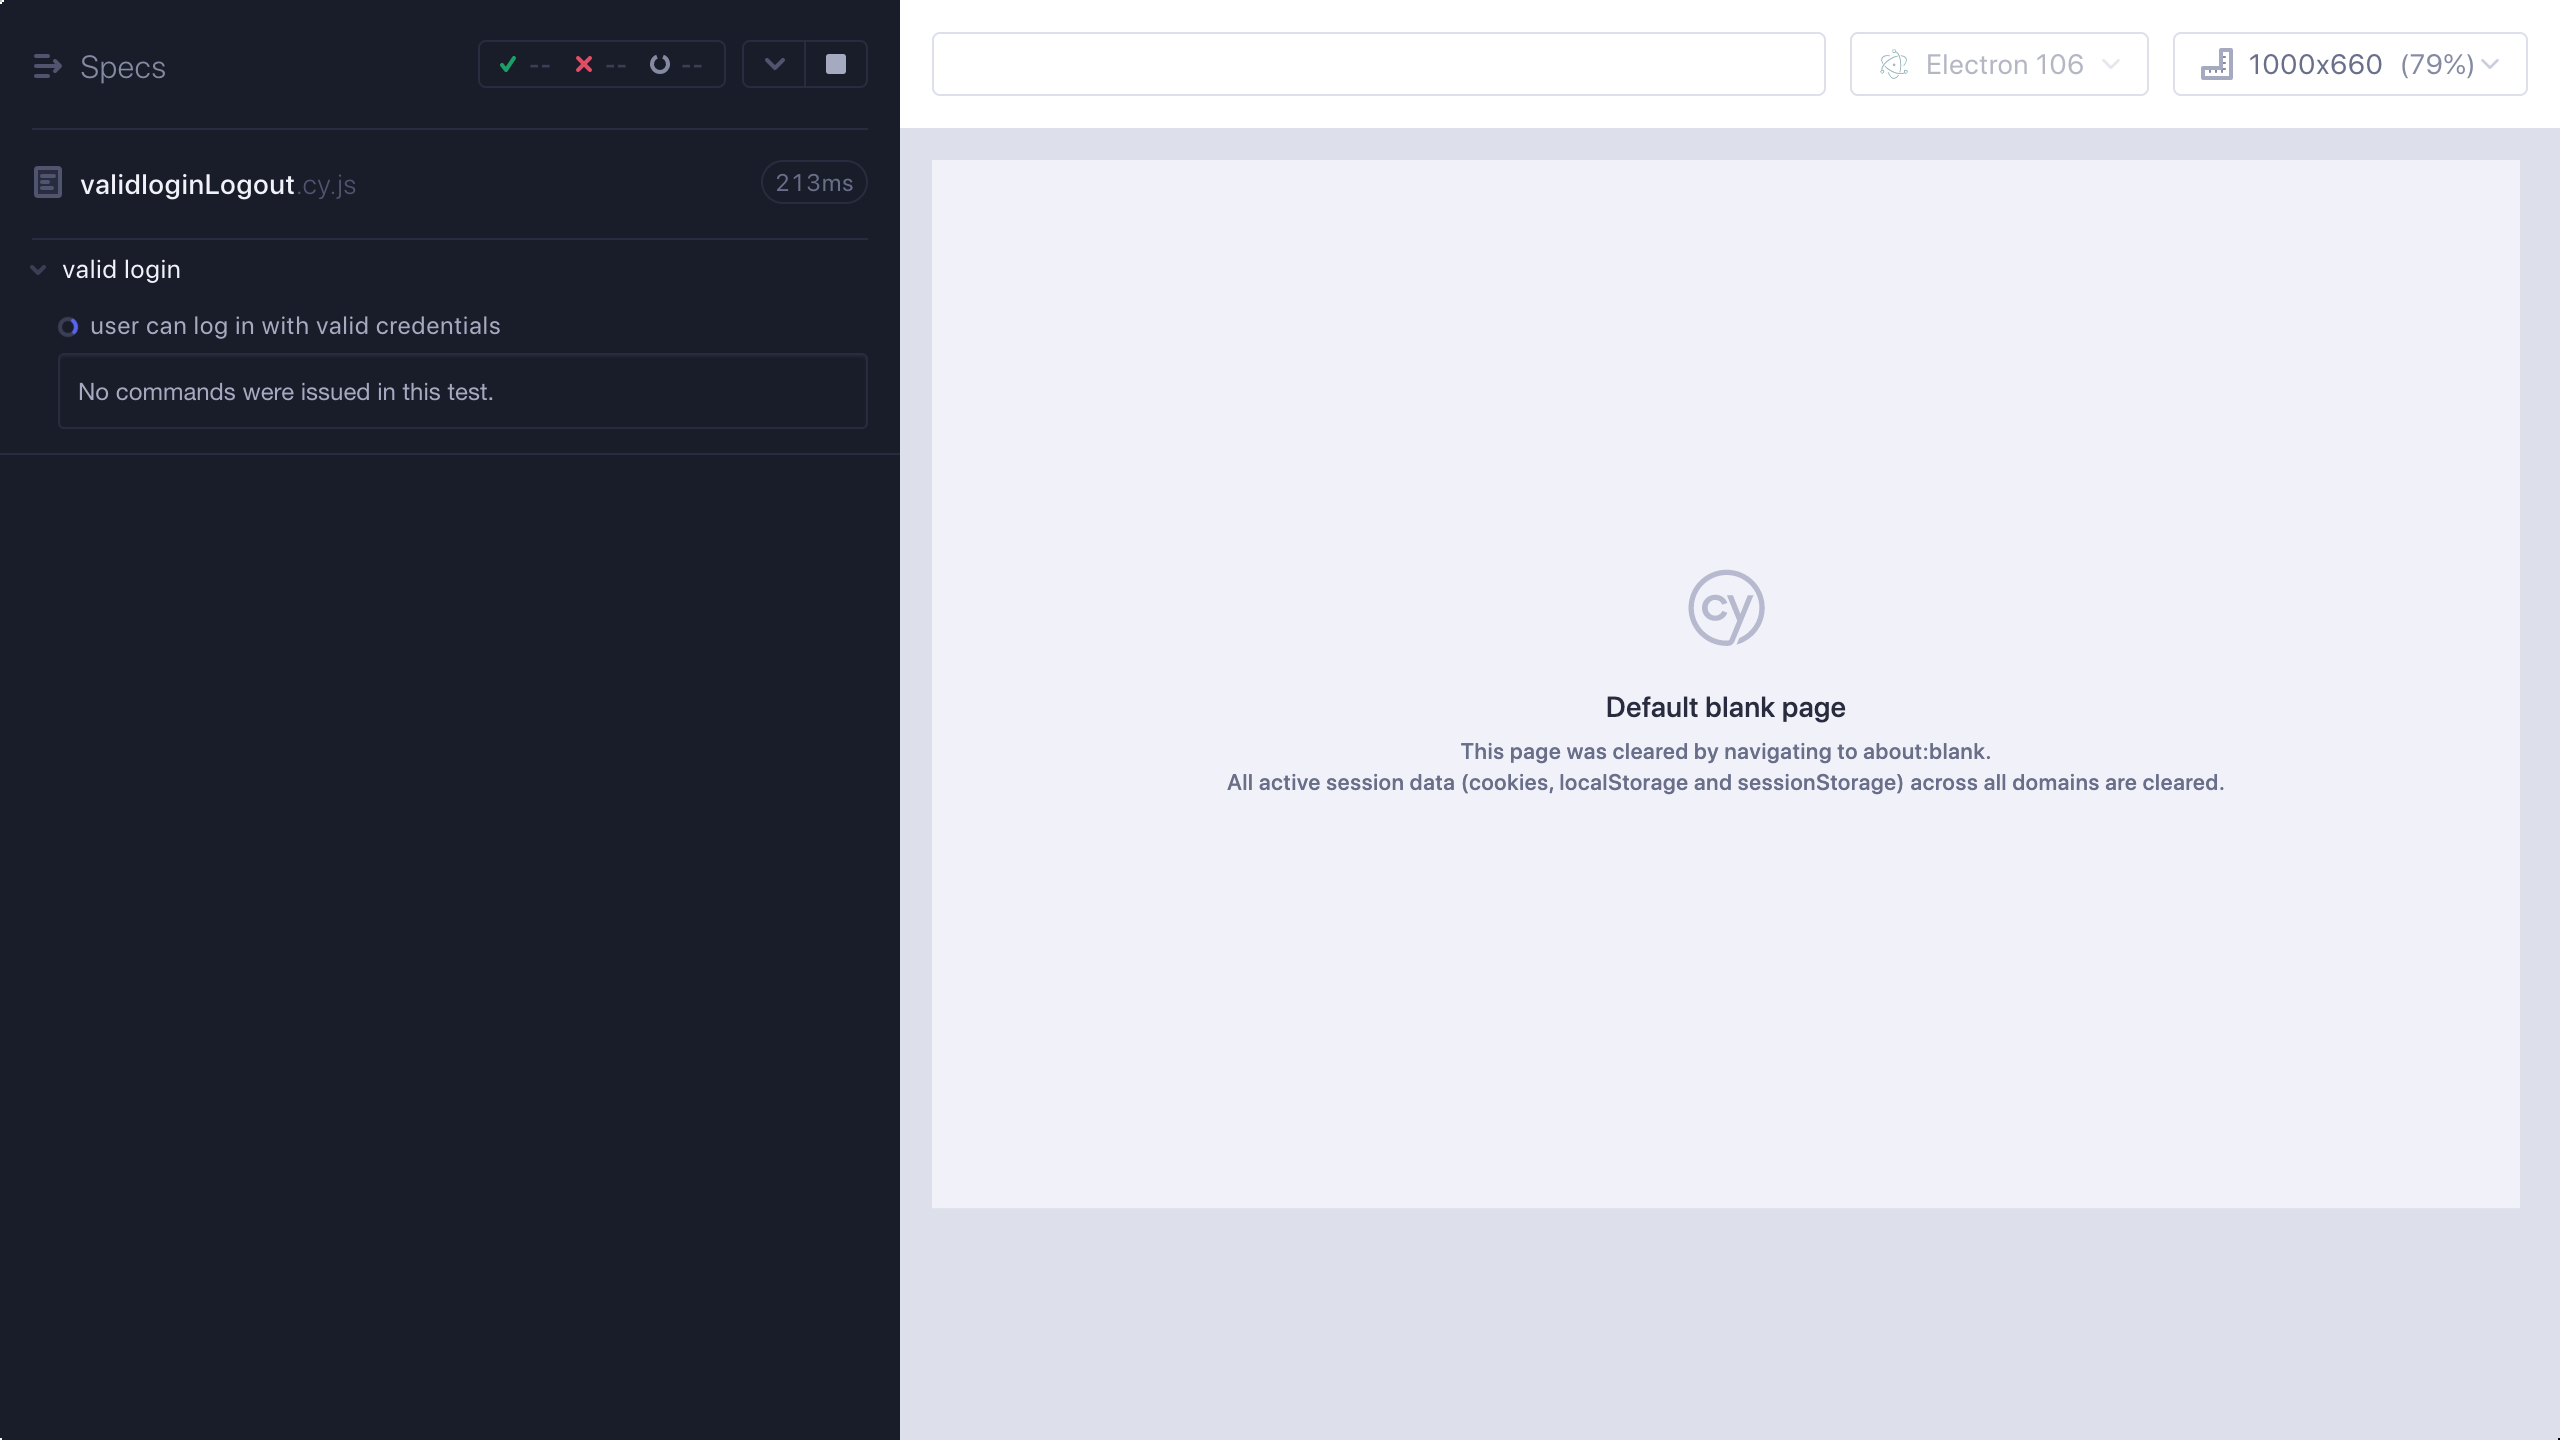 Specs
-- -- --
validloginLogout.cy.js
213ms
valid login
user can log in with valid credentials
No commands were issued in this test.
Electron 106
1000x660 (79%)
cy
Default blank page
This page was cleared by navigating to about:blank.
All active session data (cookies, localStorage and sessionStorage) across all domains are cleared.